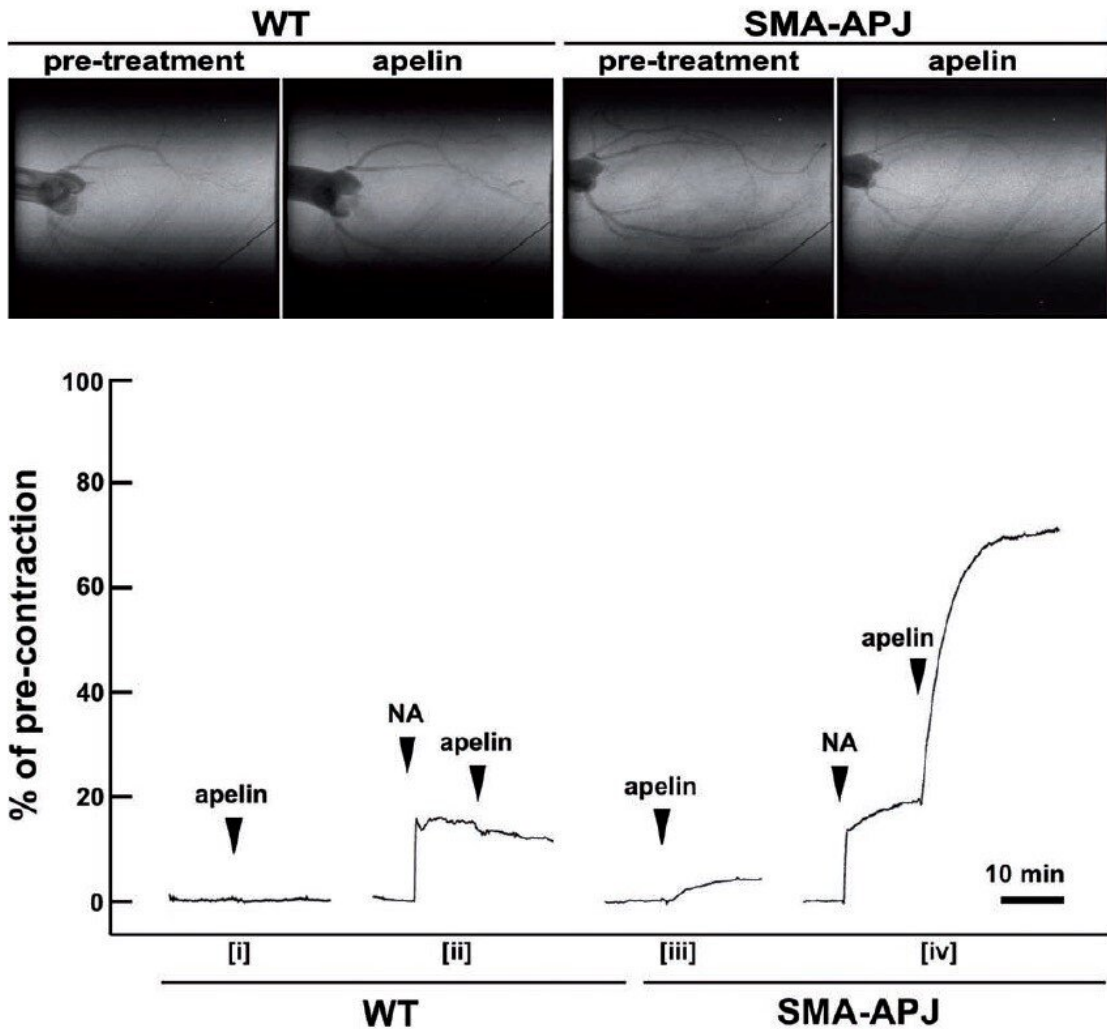 WT SMA-APJ
pre-treatment apelin pre-treatment apelin
% of pre-contraction
100
80
60
40
20
0
apelin
NA
apelin
apelin
NA
apelin
10 min
[i] [ii] [iii] [iv]
WT SMA-APJ